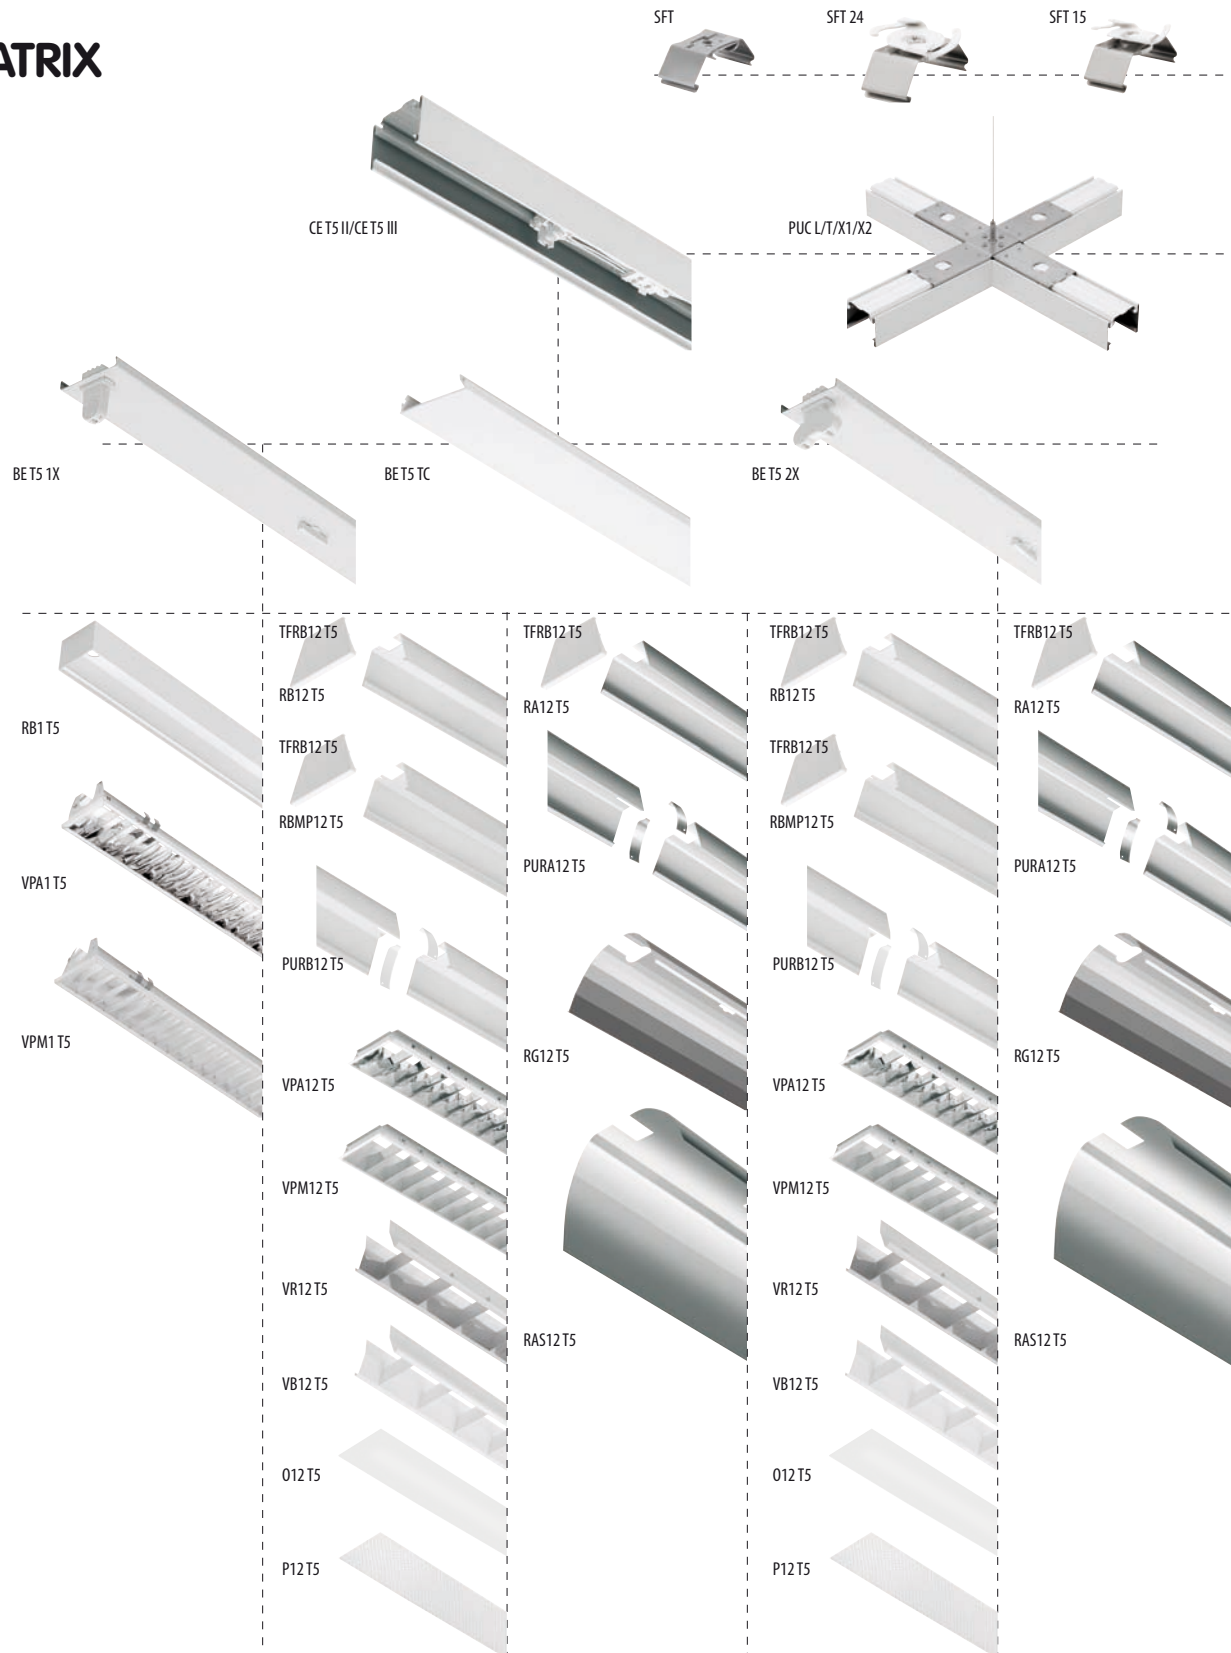 SFT
SFT 24
SFT 15
ATRIX
CE T5 II/CE T5 III
PUC L/T/X1/X2
BE T5 1X
BE T5 TC
BE T5 2X
TFRB12 T5
TFRB12 T5
TFRB12 T5
TFRB12 T5
RB12 T5
RA12 T5
RB12 T5
RA12 T5
RB1 T5
TFRB12 T5
TFRB12 T5
RBMP12 T5
RBMP12 T5
PURA12 T5
PURA12 T5
VPA1 T5
PURB12 T5
PURB12 T5
VPM1 T5
RG12 T5
RG12 T5
VPA12 T5
VPA12 T5
VPM12 T5
VPM12 T5
VR12 T5
VR12 T5
RAS12 T5
RAS12 T5
VB12 T5
VB12 T5
O12 T5
O12 T5
P12 T5
P12 T5